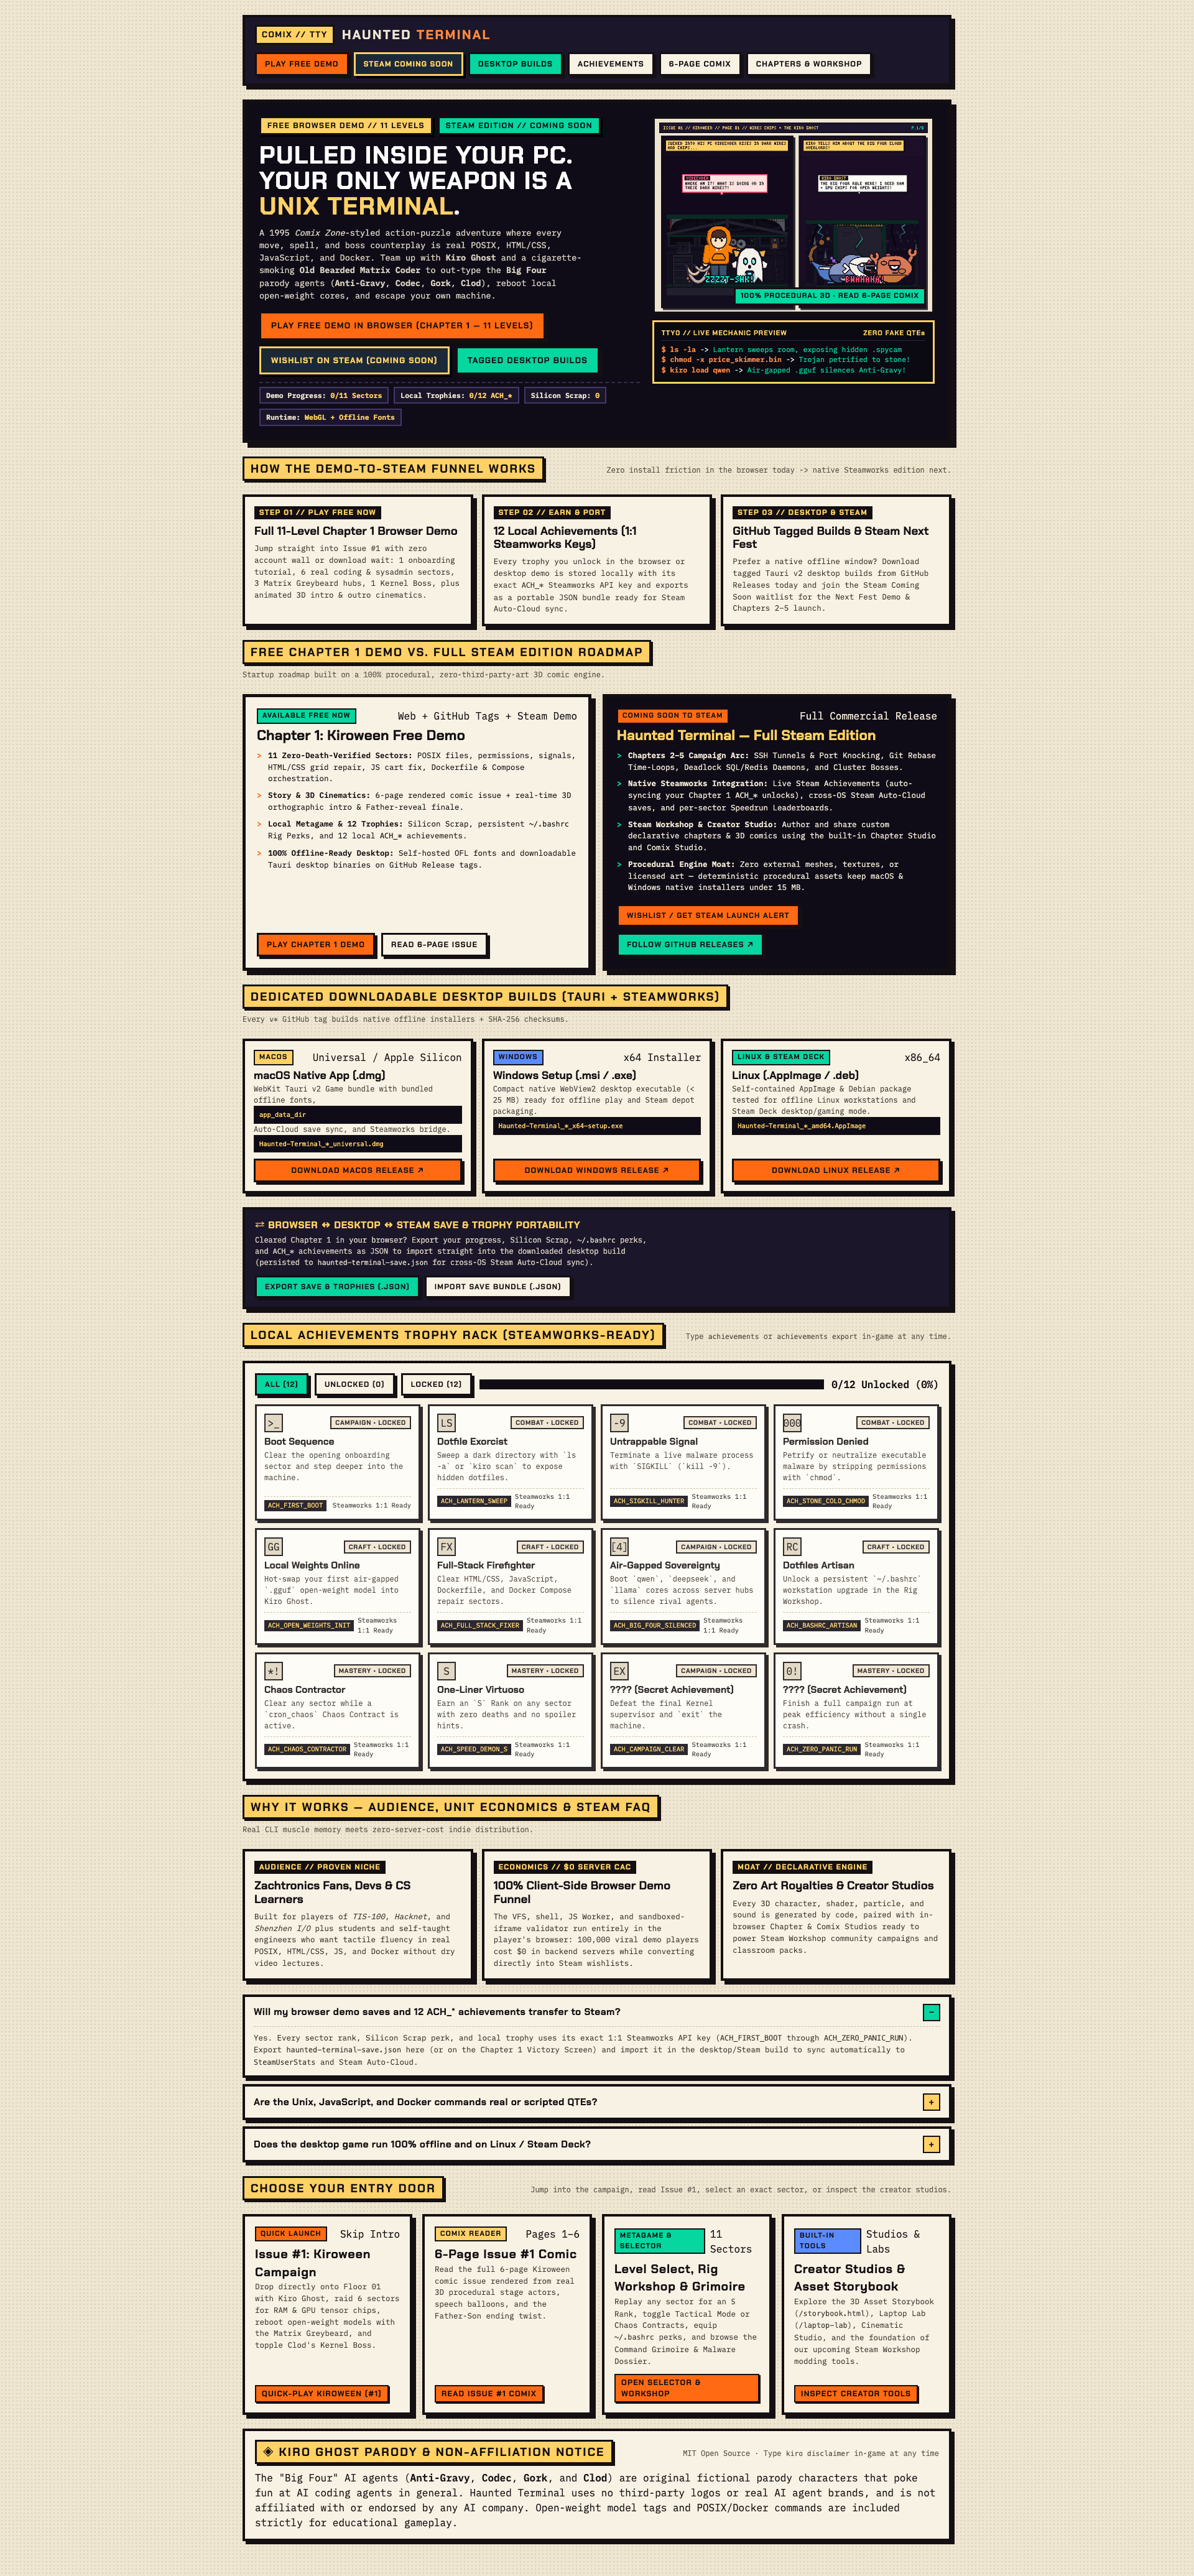 COMIX // TTY HAUNTED TERMINAL
PLAY FREE DEMO
STEAM COMING SOON
DESKTOP BUILDS
ACHIEVEMENTS
6-PAGE COMIX
CHAPTERS & WORKSHOP
FREE BROWSER DEMO // 11 LEVELS
STEAM EDITION // COMING SOON
PULLED INSIDE YOUR PC.
YOUR ONLY WEAPON IS A
UNIX TERMINAL.
A 1995 Comix Zone-styled action-puzzle adventure where every
move, spell, and boss counterplay is real POSIX, HTML/CSS,
JavaScript, and Docker. Team up with Kiro Ghost and a cigarette-
smoking Old Bearded Matrix Coder to out-type the Big Four
parody agents (Anti-Gravy, Codec, Gork, Clod), reboot local
open-weight cores, and escape your own machine.
PLAY FREE DEMO IN BROWSER (CHAPTER 1 — 11 LEVELS)
WISHLIST ON STEAM (COMING SOON)
TAGGED DESKTOP BUILDS
Demo Progress: 0/11 Sectors
Local Trophies: 0/12 ACH_*
Silicon Scrap: 0
Runtime: WebGL + Offline Fonts
ISSUE #1 // KIROWEEN // PAGE 01 // WIRES CHIPS + THE KIRO GHOST
P.1/6
100% PROCEDURAL 3D · READ 6-PAGE COMIX
TTY0 // LIVE MECHANIC PREVIEW
ZERO FAKE QTEs
$ ls -la -> Lantern sweeps room, exposing hidden .spycam
$ chmod -x price_skimmer.bin -> Trojan petrified to stone!
$ kiro load qwen -> Air-gapped .gguf silences Anti-Gravy!
HOW THE DEMO-TO-STEAM FUNNEL WORKS
Zero install friction in the browser today -> native Steamworks edition next.
STEP 01 // PLAY FREE NOW
Full 11-Level Chapter 1 Browser Demo
Jump straight into Issue #1 with zero
account wall or download wait: 1 onboarding
tutorial, 6 real coding & sysadmin sectors,
3 Matrix Greybeard hubs, 1 Kernel Boss, plus
animated 3D intro & outro cinematics.
STEP 02 // EARN & PORT
12 Local Achievements (1:1
Steamworks Keys)
Every trophy you unlock in the browser or
desktop demo is stored locally with its
exact ACH_* Steamworks API key and exports
as a portable JSON bundle ready for Steam
Auto-Cloud sync.
STEP 03 // DESKTOP & STEAM
GitHub Tagged Builds & Steam Next
Fest
Prefer a native offline window? Download
tagged Tauri v2 desktop builds from GitHub
Releases today and join the Steam Coming
Soon waitlist for the Next Fest Demo &
Chapters 2–5 launch.
FREE CHAPTER 1 DEMO VS. FULL STEAM EDITION ROADMAP
Startup roadmap built on a 100% procedural, zero-third-party-art 3D comic engine.
AVAILABLE FREE NOW
Web + GitHub Tags + Steam Demo
Chapter 1: Kiroween Free Demo
> 11 Zero-Death-Verified Sectors: POSIX files, permissions, signals,
HTML/CSS grid repair, JS cart fix, Dockerfile & Compose
orchestration.
> Story & 3D Cinematics: 6-page rendered comic issue + real-time 3D
orthographic intro & Father-reveal finale.
> Local Metagame & 12 Trophies: Silicon Scrap, persistent ~/.bashrc
Rig Perks, and 12 local ACH_* achievements.
> 100% Offline-Ready Desktop: Self-hosted OFL fonts and downloadable
Tauri desktop binaries on GitHub Release tags.
PLAY CHAPTER 1 DEMO
READ 6-PAGE ISSUE
COMING SOON TO STEAM
Full Commercial Release
Haunted Terminal — Full Steam Edition
> Chapters 2–5 Campaign Arc: SSH Tunnels & Port Knocking, Git Rebase
Time-Loops, Deadlock SQL/Redis Daemons, and Cluster Bosses.
> Native Steamworks Integration: Live Steam Achievements (auto-
syncing your Chapter 1 ACH_* unlocks), cross-OS Steam Auto-Cloud
saves, and per-sector Speedrun Leaderboards.
> Steam Workshop & Creator Studio: Author and share custom
declarative chapters & 3D comics using the built-in Chapter Studio
and Comix Studio.
> Procedural Engine Moat: Zero external meshes, textures, or
licensed art — deterministic procedural assets keep macOS &
Windows native installers under 15 MB.
WISHLIST / GET STEAM LAUNCH ALERT
FOLLOW GITHUB RELEASES ↗
DEDICATED DOWNLOADABLE DESKTOP BUILDS (TAURI + STEAMWORKS)
Every v* GitHub tag builds native offline installers + SHA-256 checksums.
MACOS
Universal / Apple Silicon
macOS Native App (.dmg)
WebKit Tauri v2 Game bundle with bundled
offline fonts,
app_data_dir
Auto-Cloud save sync, and Steamworks bridge.
Haunted-Terminal_*_universal.dmg
DOWNLOAD MACOS RELEASE ↗
WINDOWS
x64 Installer
Windows Setup (.msi / .exe)
Compact native WebView2 desktop executable (<
25 MB) ready for offline play and Steam depot
packaging.
Haunted-Terminal_*_x64-setup.exe
DOWNLOAD WINDOWS RELEASE ↗
LINUX & STEAM DECK
x86_64
Linux (.AppImage / .deb)
Self-contained AppImage & Debian package
tested for offline Linux workstations and
Steam Deck desktop/gaming mode.
Haunted-Terminal_*_amd64.AppImage
DOWNLOAD LINUX RELEASE ↗
⇄ BROWSER ↔ DESKTOP ↔ STEAM SAVE & TROPHY PORTABILITY
Cleared Chapter 1 in your browser? Export your progress, Silicon Scrap, ~/.bashrc perks,
and ACH_* achievements as JSON to import straight into the downloaded desktop build
(persisted to haunted-terminal-save.json for cross-OS Steam Auto-Cloud sync).
EXPORT SAVE & TROPHIES (.JSON)
IMPORT SAVE BUNDLE (.JSON)
LOCAL ACHIEVEMENTS TROPHY RACK (STEAMWORKS-READY)
Type achievements or achievements export in-game at any time.
ALL (12)
UNLOCKED (0)
LOCKED (12)
0/12 Unlocked (0%)
>_
CAMPAIGN · LOCKED
Boot Sequence
Clear the opening onboarding
sector and step deeper into the
machine.
ACH_FIRST_BOOT
Steamworks 1:1 Ready
LS
COMBAT · LOCKED
Dotfile Exorcist
Sweep a dark directory with `ls
-a` or `kiro scan` to expose
hidden dotfiles.
ACH_LANTERN_SWEEP
Steamworks 1:1
Ready
-9
COMBAT · LOCKED
Untrappable Signal
Terminate a live malware process
with `SIGKILL` (`kill -9`).
ACH_SIGKILL_HUNTER
Steamworks 1:1
Ready
000
COMBAT · LOCKED
Permission Denied
Petrify or neutralize executable
malware by stripping permissions
with `chmod`.
ACH_STONE_COLD_CHMOD
Steamworks 1:1
Ready
GG
CRAFT · LOCKED
Local Weights Online
Hot-swap your first air-gapped
`.gguf` open-weight model into
Kiro Ghost.
ACH_OPEN_WEIGHTS_INIT
Steamworks
1:1 Ready
FX
CRAFT · LOCKED
Full-Stack Firefighter
Clear HTML/CSS, JavaScript,
Dockerfile, and Docker Compose
repair sectors.
ACH_FULL_STACK_FIXER
Steamworks 1:1
Ready
[4]
CAMPAIGN · LOCKED
Air-Gapped Sovereignty
Boot `qwen`, `deepseek`, and
`llama` cores across server hubs
to silence rival agents.
ACH_BIG_FOUR_SILENCED
Steamworks
1:1 Ready
RC
CRAFT · LOCKED
Dotfiles Artisan
Unlock a persistent `~/.bashrc`
workstation upgrade in the Rig
Workshop.
ACH_BASHRC_ARTISAN
Steamworks 1:1
Ready
*!
MASTERY · LOCKED
Chaos Contractor
Clear any sector while a
`cron_chaos` Chaos Contract is
active.
ACH_CHAOS_CONTRACTOR
Steamworks 1:1
Ready
S
MASTERY · LOCKED
One-Liner Virtuoso
Earn an `S` Rank on any sector
with zero deaths and no spoiler
hints.
ACH_SPEED_DEMON_S
Steamworks 1:1
Ready
EX
CAMPAIGN · LOCKED
???? (Secret Achievement)
Defeat the final Kernel
supervisor and `exit` the
machine.
ACH_CAMPAIGN_CLEAR
Steamworks 1:1
Ready
0!
MASTERY · LOCKED
???? (Secret Achievement)
Finish a full campaign run at
peak efficiency without a single
crash.
ACH_ZERO_PANIC_RUN
Steamworks 1:1
Ready
WHY IT WORKS — AUDIENCE, UNIT ECONOMICS & STEAM FAQ
Real CLI muscle memory meets zero-server-cost indie distribution.
AUDIENCE // PROVEN NICHE
Zachtronics Fans, Devs & CS
Learners
Built for players of TIS-100, Hacknet, and
Shenzhen I/O plus students and self-taught
engineers who want tactile fluency in real
POSIX, HTML/CSS, JS, and Docker without dry
video lectures.
ECONOMICS // $0 SERVER CAC
100% Client-Side Browser Demo
Funnel
The VFS, shell, JS Worker, and sandboxed-
iframe validator run entirely in the
player's browser: 100,000 viral demo players
cost $0 in backend servers while converting
directly into Steam wishlists.
MOAT // DECLARATIVE ENGINE
Zero Art Royalties & Creator Studios
Every 3D character, shader, particle, and
sound is generated by code, paired with in-
browser Chapter & Comix Studios ready to
power Steam Workshop community campaigns and
classroom packs.
Will my browser demo saves and 12 ACH_* achievements transfer to Steam?
−
Yes. Every sector rank, Silicon Scrap perk, and local trophy uses its exact 1:1 Steamworks API key (ACH_FIRST_BOOT through ACH_ZERO_PANIC_RUN).
Export haunted-terminal-save.json here (or on the Chapter 1 Victory Screen) and import it in the desktop/Steam build to sync automatically to
SteamUserStats and Steam Auto-Cloud.
Are the Unix, JavaScript, and Docker commands real or scripted QTEs?
+
Does the desktop game run 100% offline and on Linux / Steam Deck?
+
CHOOSE YOUR ENTRY DOOR
Jump into the campaign, read Issue #1, select an exact sector, or inspect the creator studios.
QUICK LAUNCH
Skip Intro
Issue #1: Kiroween
Campaign
Drop directly onto Floor 01
with Kiro Ghost, raid 6 sectors
for RAM & GPU tensor chips,
reboot open-weight models with
the Matrix Greybeard, and
topple Clod's Kernel Boss.
QUICK-PLAY KIROWEEN (#1)
COMIX READER
Pages 1–6
6-Page Issue #1 Comic
Read the full 6-page Kiroween
comic issue rendered from real
3D procedural stage actors,
speech balloons, and the
Father-Son ending twist.
READ ISSUE #1 COMIX
METAGAME &
SELECTOR
11
Sectors
Level Select, Rig
Workshop & Grimoire
Replay any sector for an S
Rank, toggle Tactical Mode or
Chaos Contracts, equip
~/.bashrc perks, and browse the
Command Grimoire & Malware
Dossier.
OPEN SELECTOR &
WORKSHOP
BUILT-IN
TOOLS
Studios &
Labs
Creator Studios &
Asset Storybook
Explore the 3D Asset Storybook
(/storybook.html), Laptop Lab
(/laptop-lab), Cinematic
Studio, and the foundation of
our upcoming Steam Workshop
modding tools.
INSPECT CREATOR TOOLS
◈ KIRO GHOST PARODY & NON-AFFILIATION NOTICE
MIT Open Source · Type kiro disclaimer in-game at any time
The "Big Four" AI agents (Anti-Gravy, Codec, Gork, and Clod) are original fictional parody characters that poke
fun at AI coding agents in general. Haunted Terminal uses no third-party logos or real AI agent brands, and is not
affiliated with or endorsed by any AI company. Open-weight model tags and POSIX/Docker commands are included
strictly for educational gameplay.